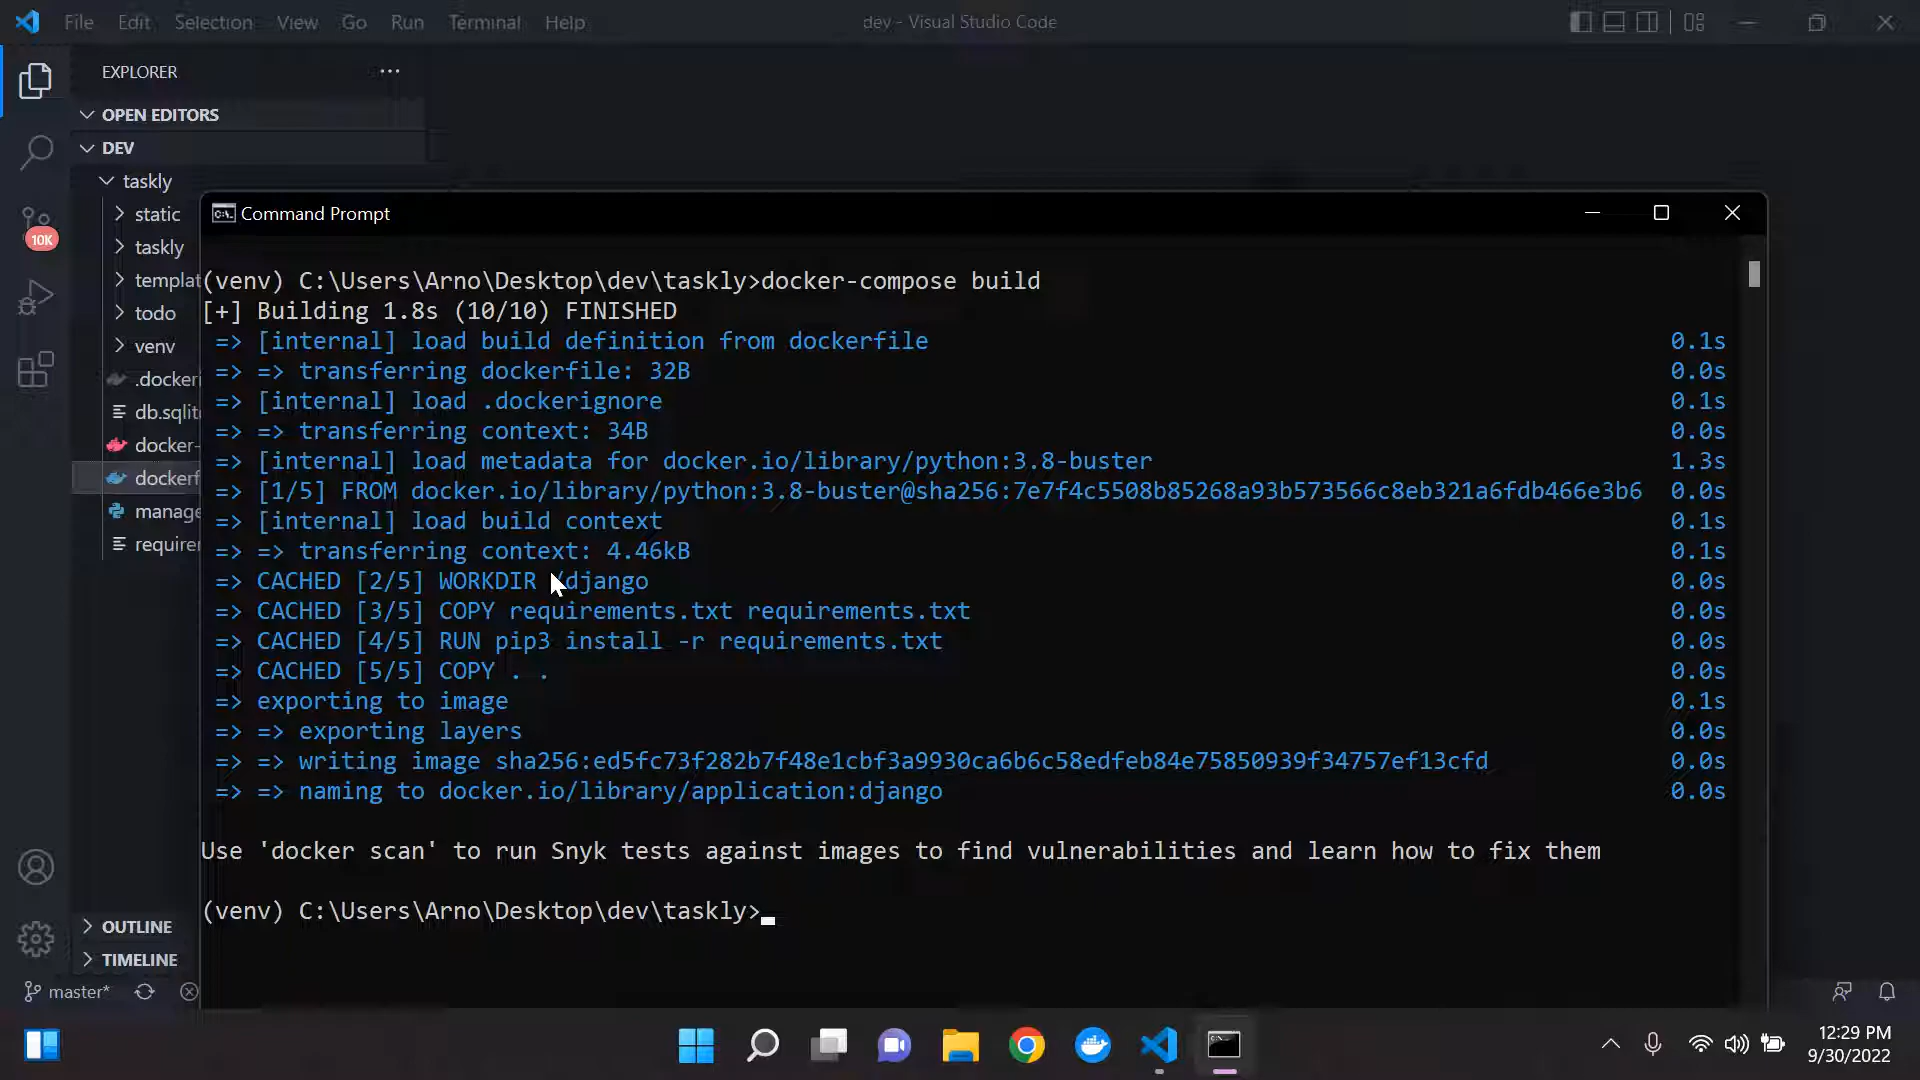 File Edit Selection View Go Run Terminal Help
dev - Visual Studio Code
EXPLORER
OPEN EDITORS
DEV
taskly
static
taskly
templat
todo
venv
.dockeri
db.sqlit
docker-
dockerf
manage
requirer
10K
OUTLINE
TIMELINE
master*
Command Prompt
(venv) C:\Users\Arno\Desktop\dev\taskly>docker-compose build
[+] Building 1.8s (10/10) FINISHED
=> [internal] load build definition from dockerfile 0.1s
=> => transferring dockerfile: 32B 0.0s
=> [internal] load .dockerignore 0.1s
=> => transferring context: 34B 0.0s
=> [internal] load metadata for docker.io/library/python:3.8-buster 1.3s
=> [1/5] FROM docker.io/library/python:3.8-buster@sha256:7e7f4c5508b85268a93b573566c8eb321a6fdb466e3b6 0.0s
=> [internal] load build context 0.1s
=> => transferring context: 4.46kB 0.1s
=> CACHED [2/5] WORKDIR /django 0.0s
=> CACHED [3/5] COPY requirements.txt requirements.txt 0.0s
=> CACHED [4/5] RUN pip3 install -r requirements.txt 0.0s
=> CACHED [5/5] COPY . . 0.0s
=> exporting to image 0.1s
=> => exporting layers 0.0s
=> => writing image sha256:ed5fc73f282b7f48e1cbf3a9930ca6b6c58edfeb84e75850939f34757ef13cfd 0.0s
=> => naming to docker.io/library/application:django 0.0s
Use 'docker scan' to run Snyk tests against images to find vulnerabilities and learn how to fix them
(venv) C:\Users\Arno\Desktop\dev\taskly>
12:29 PM
9/30/2022